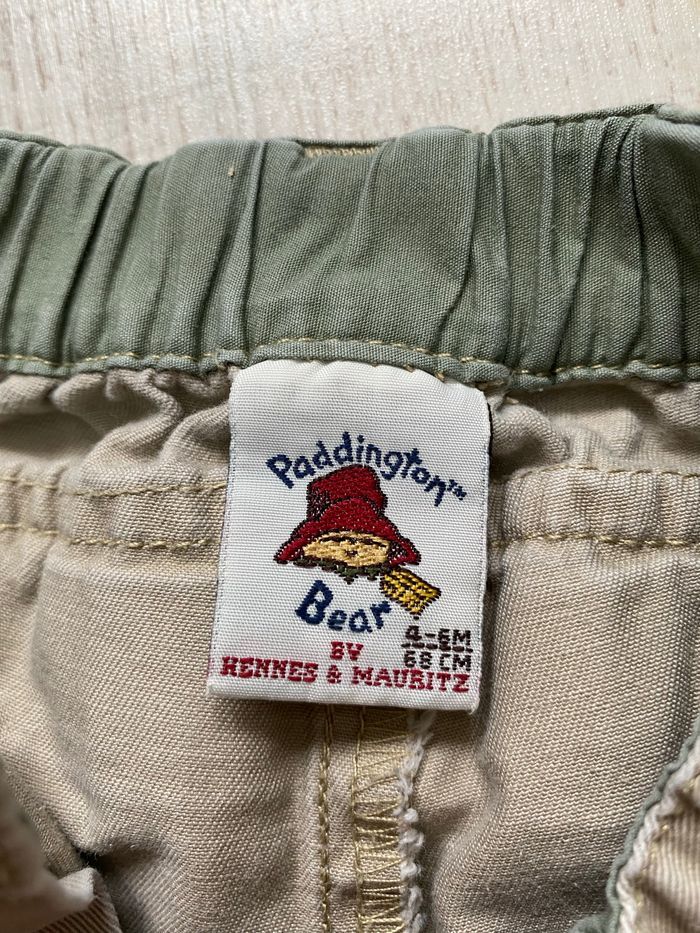 Paddington™
Bear
4-6M
68 CM
BY
HENNES & MAURITZ